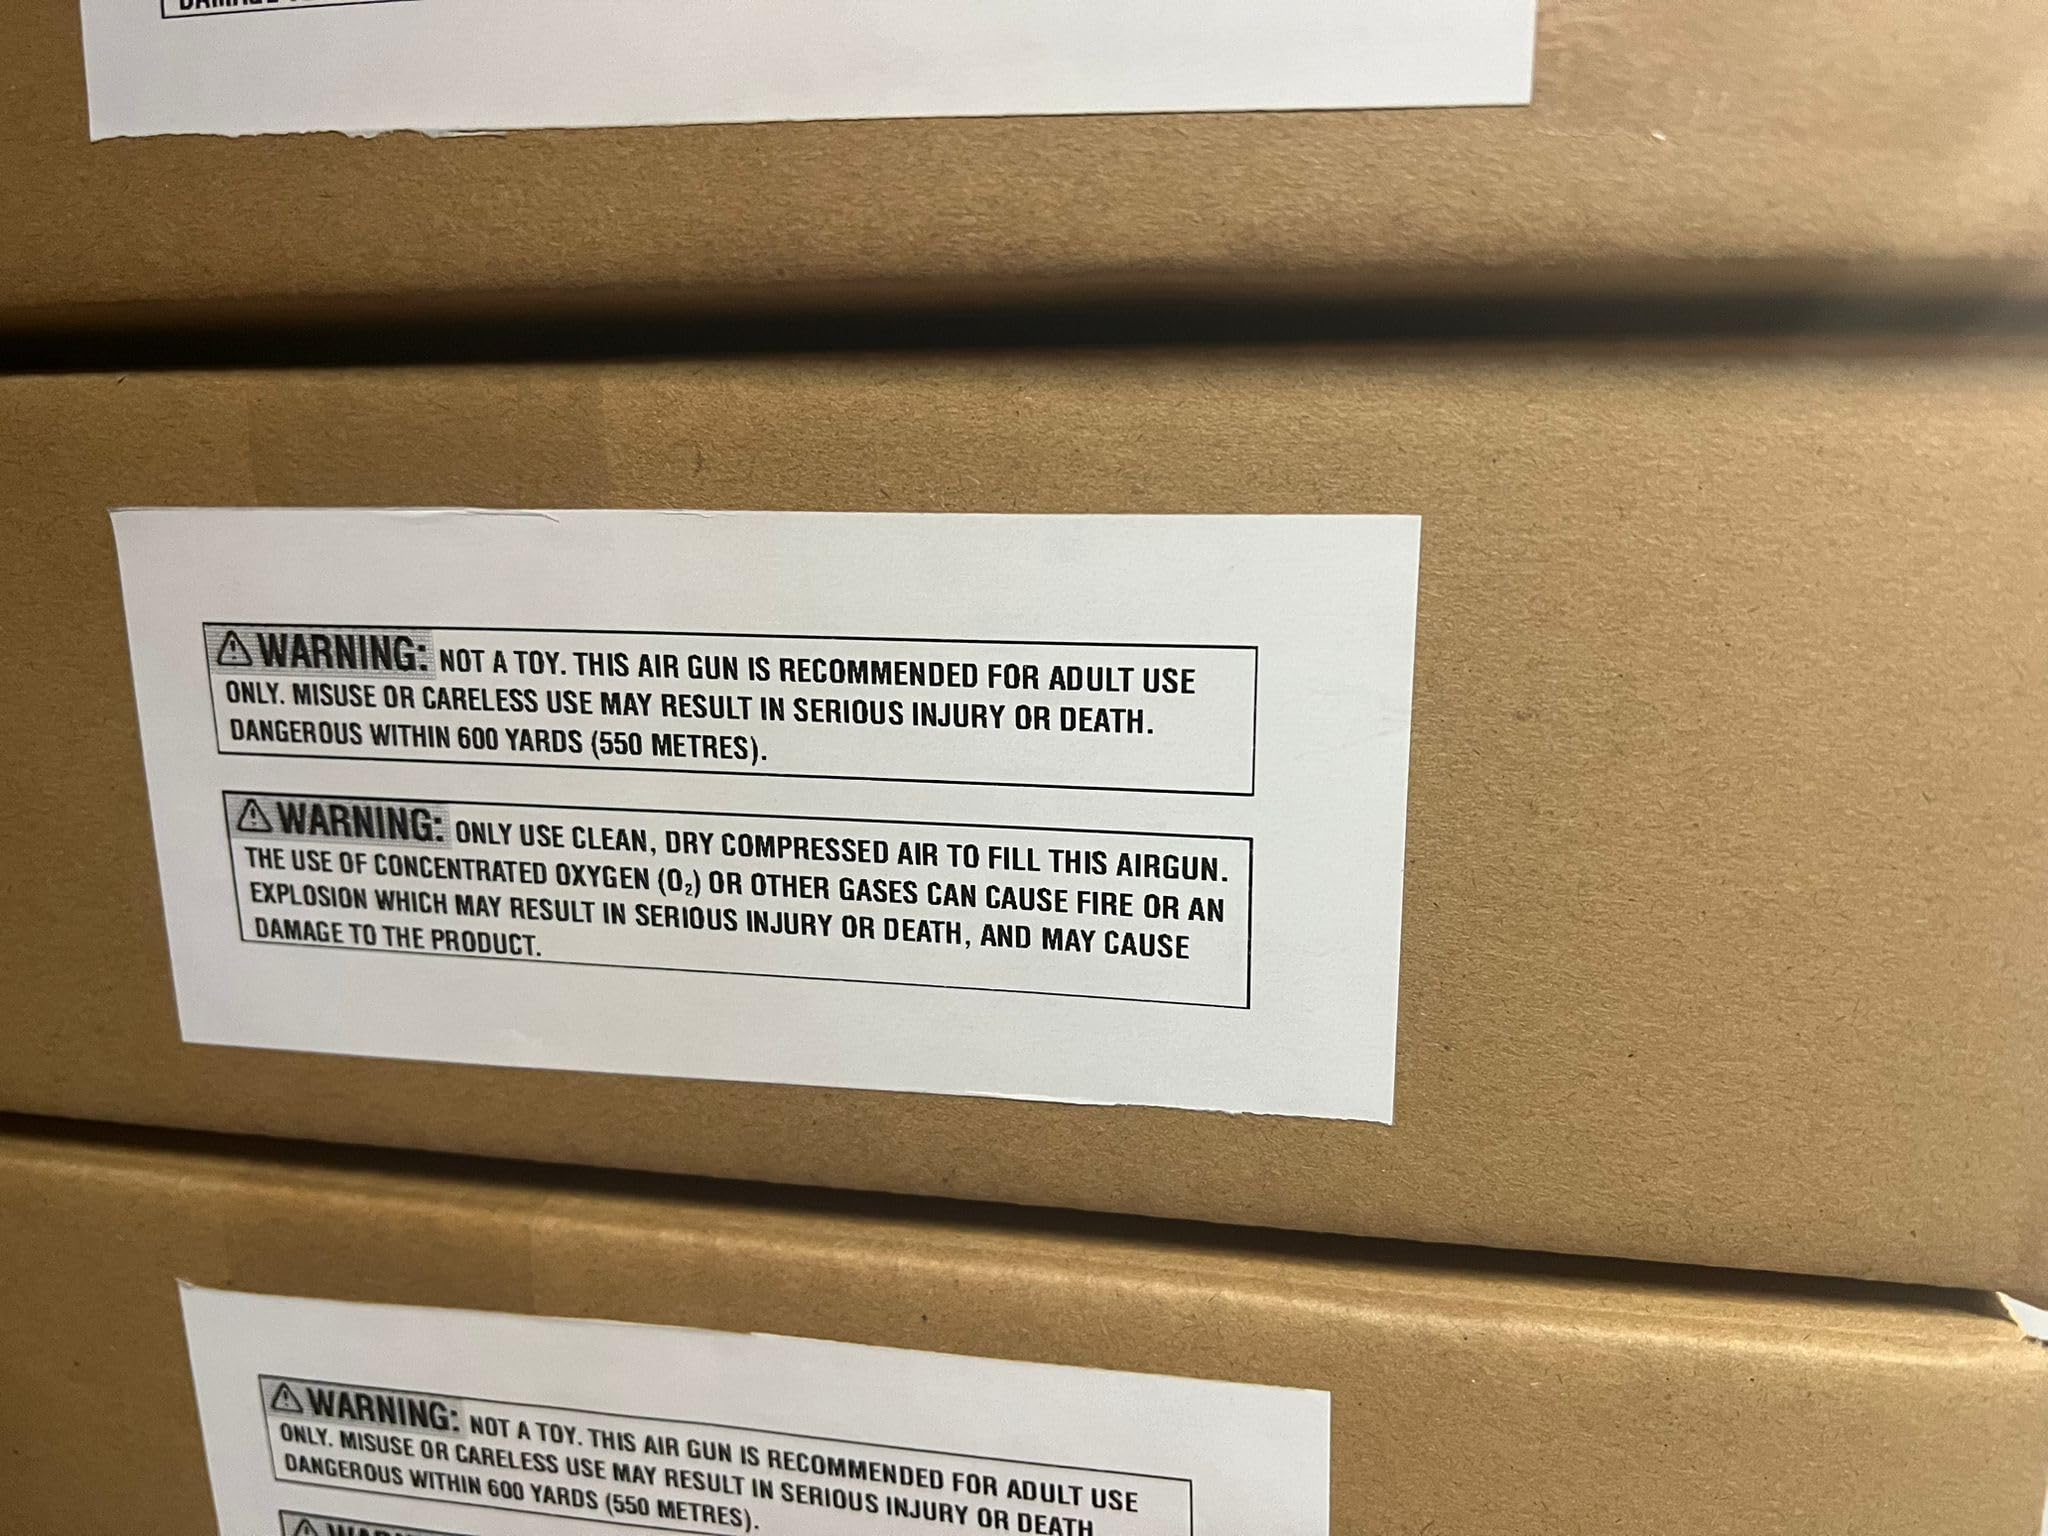 ⚠ WARNING: NOT A TOY. THIS AIR GUN IS RECOMMENDED FOR ADULT USE
ONLY. MISUSE OR CARELESS USE MAY RESULT IN SERIOUS INJURY OR DEATH.
DANGEROUS WITHIN 600 YARDS (550 METRES).
⚠ WARNING: ONLY USE CLEAN, DRY COMPRESSED AIR TO FILL THIS AIRGUN.
THE USE OF CONCENTRATED OXYGEN (O₂) OR OTHER GASES CAN CAUSE FIRE OR AN
EXPLOSION WHICH MAY RESULT IN SERIOUS INJURY OR DEATH, AND MAY CAUSE
DAMAGE TO THE PRODUCT.
⚠ WARNING: NOT A TOY. THIS AIR GUN IS RECOMMENDED FOR ADULT USE
ONLY. MISUSE OR CARELESS USE MAY RESULT IN SERIOUS INJURY OR DEATH
DANGEROUS WITHIN 600 YARDS (550 METRES).